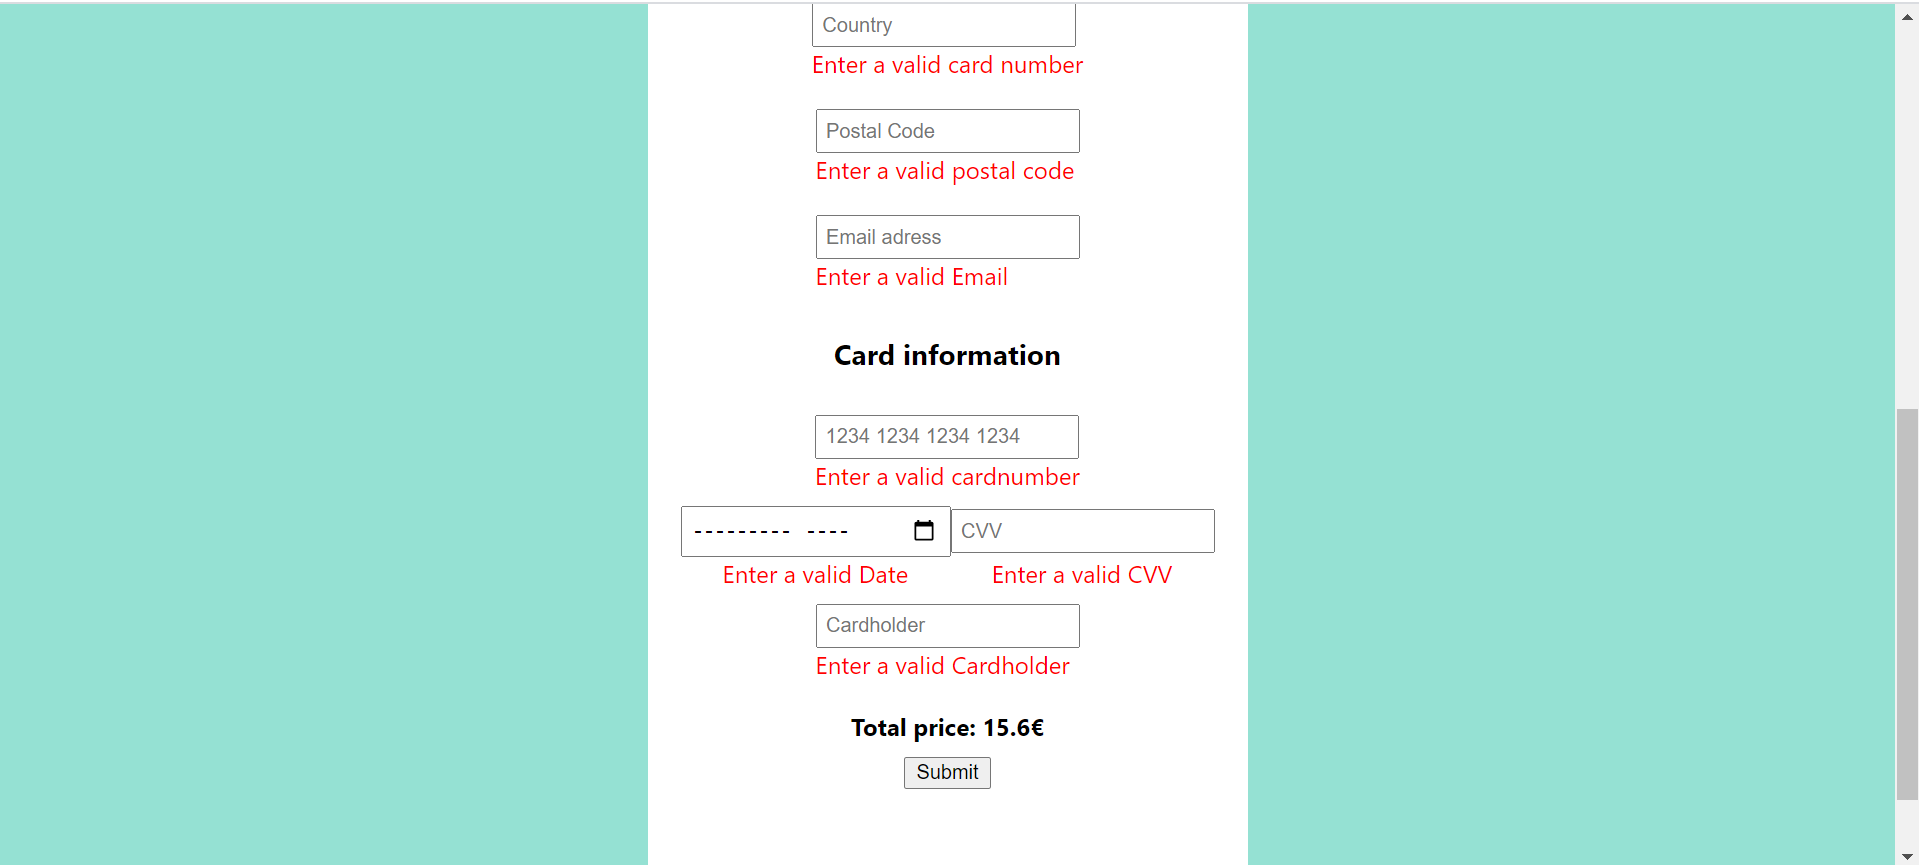 Country
Enter a valid card number
Postal Code
Enter a valid postal code
Email adress
Enter a valid Email
Card information
1234 1234 1234 1234
Enter a valid cardnumber
--------- ---- CVV
Enter a valid Date Enter a valid CVV
Cardholder
Enter a valid Cardholder
Total price: 15.6€
Submit